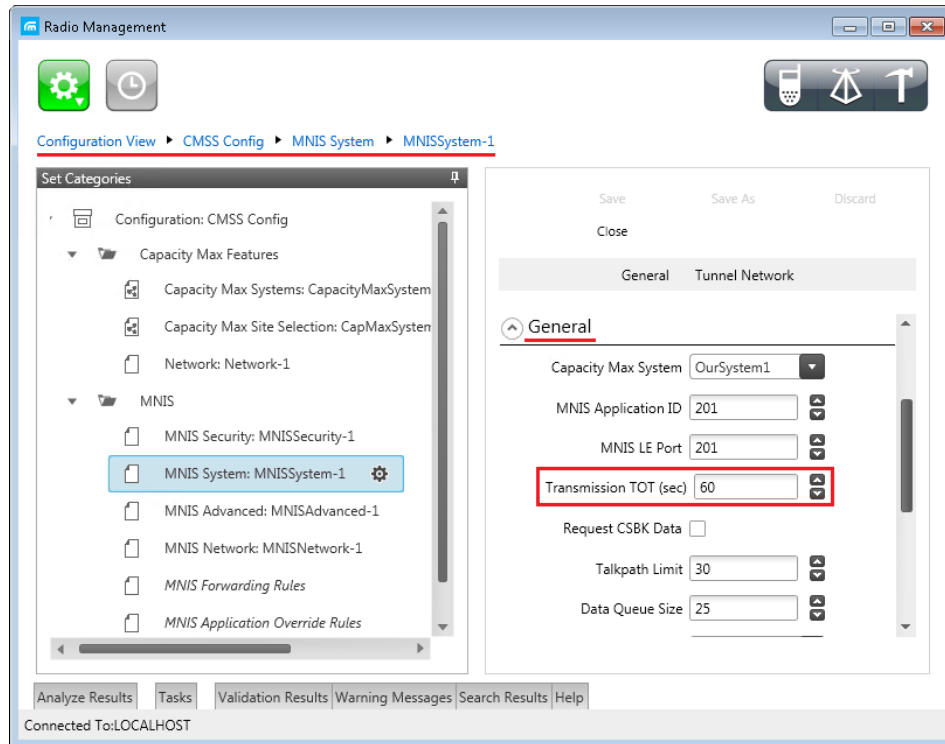 Radio Management
Configuration View CMSS Config MNIS System MNISSystem-1
Set Categories
Configuration: CMSS Config
Capacity Max Features
Capacity Max Systems: CapacityMaxSystem
Capacity Max Site Selection: CapMaxSystem
Network: Network-1
MNIS
MNIS Security: MNISSecurity-1
MNIS System: MNISSystem-1
MNIS Advanced: MNISAdvanced-1
MNIS Network: MNISNetwork-1
MNIS Forwarding Rules
MNIS Application Override Rules
Save Save As Discard
Close
General Tunnel Network
General
Capacity Max System OurSystem1
MNIS Application ID 201
MNIS LE Port 201
Transmission TOT (sec) 60
Request CSBK Data
Talkpath Limit 30
Data Queue Size 25
Analyze Results Tasks Validation Results Warning Messages Search Results Help
Connected To:LOCALHOST